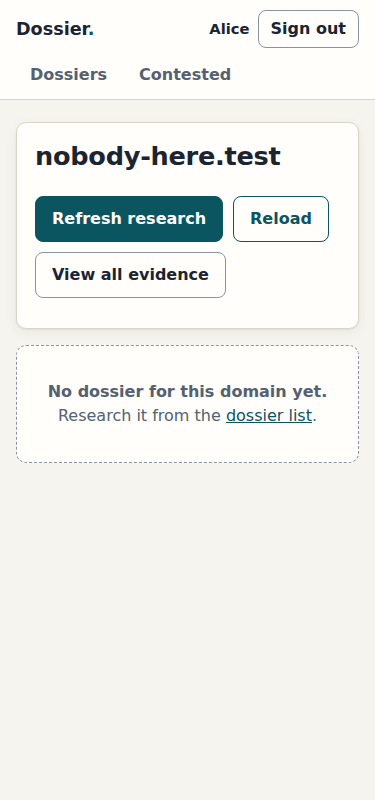 Dossier.
Alice
Sign out
Dossiers
Contested
nobody-here.test
Refresh research
Reload
View all evidence
No dossier for this domain yet.
Research it from the dossier list.